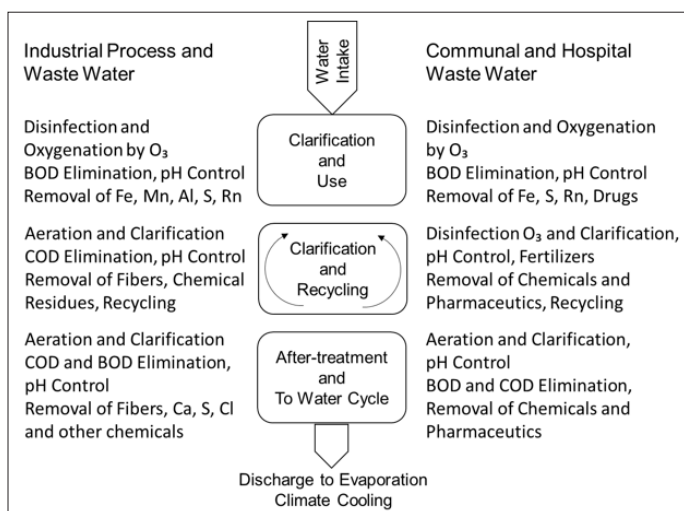 Industrial Process and
Waste Water
Water
Intake
Communal and Hospital
Waste Water
Disinfection and
Oxygenation by O₃
BOD Elimination, pH Control
Removal of Fe, Mn, Al, S, Rn
Clarification
and
Use
Disinfection and Oxygenation
by O₃
BOD Elimination, pH Control
Removal of Fe, S, Rn, Drugs
Aeration and Clarification
COD Elimination, pH Control
Removal of Fibers, Chemical
Residues, Recycling
Clarification
and
Recycling
Disinfection O₃ and Clarification,
pH Control, Fertilizers
Removal of Chemicals and
Pharmaceutics, Recycling
Aeration and Clarification
COD and BOD Elimination,
pH Control
Removal of Fibers, Ca, S, Cl
and other chemicals
After-treatment
and
To Water Cycle
Aeration and Clarification,
pH Control
BOD and COD Elimination,
Removal of Chemicals and
Pharmaceutics
Discharge to Evaporation
Climate Cooling